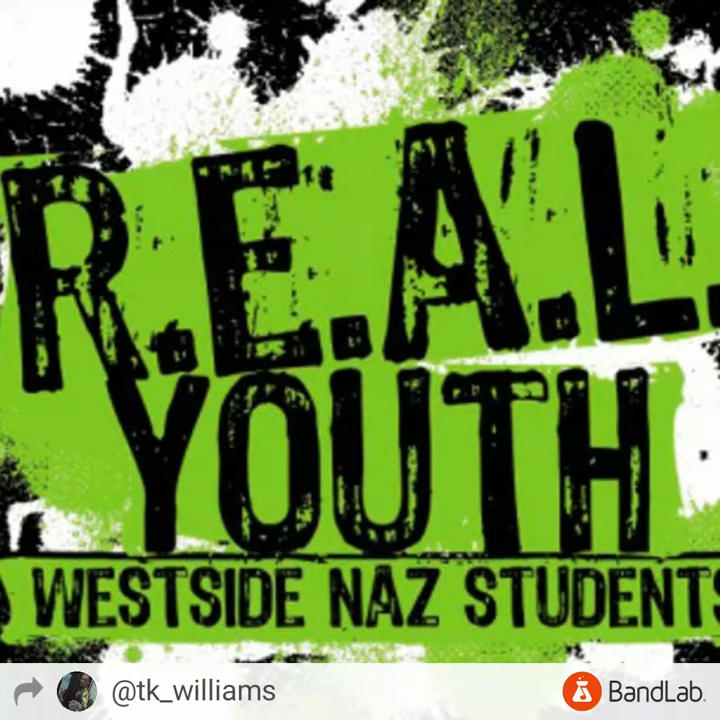 R.E.A.L.
YOUTH
WESTSIDE NAZ STUDENTS
@tk_williams
BandLab.